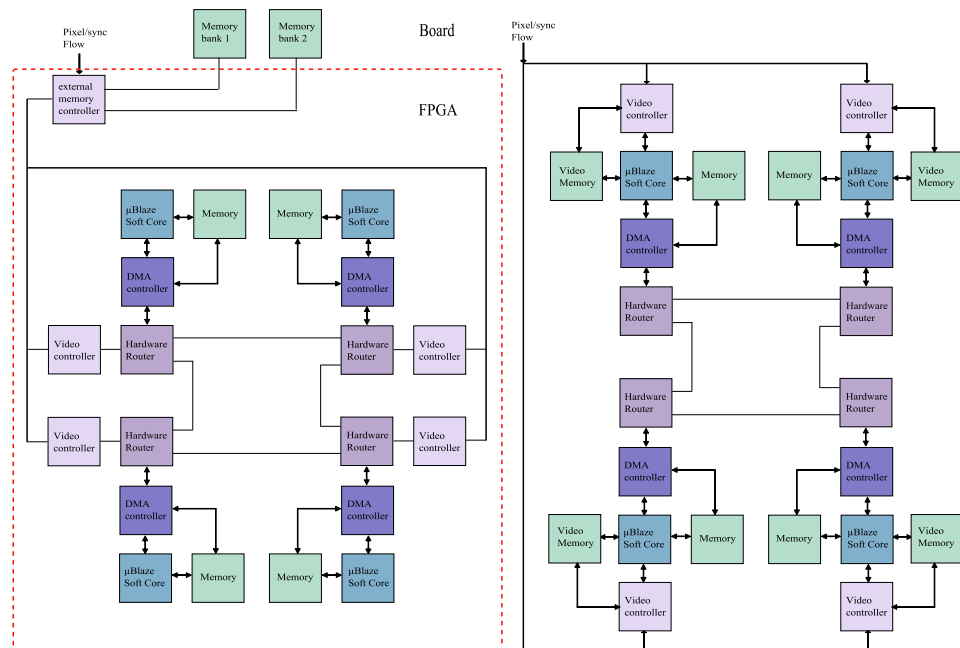 Pixel/sync
Flow
Memory
bank 1
Memory
bank 2
Board
external
memory
controller
FPGA
µBlaze
Soft Core
Memory
Memory
µBlaze
Soft Core
DMA
controller
DMA
controller
Video
controller
Hardware
Router
Hardware
Router
Video
controller
Video
controller
Hardware
Router
Hardware
Router
Video
controller
DMA
controller
DMA
controller
µBlaze
Soft Core
Memory
Memory
µBlaze
Soft Core
Pixel/sync
Flow
Video
controller
Video
controller
Video
Memory
µBlaze
Soft Core
Memory
Memory
µBlaze
Soft Core
Video
Memory
DMA
controller
DMA
controller
Hardware
Router
Hardware
Router
Hardware
Router
Hardware
Router
DMA
controller
DMA
controller
Video
Memory
µBlaze
Soft Core
Memory
Memory
µBlaze
Soft Core
Video
Memory
Video
controller
Video
controller